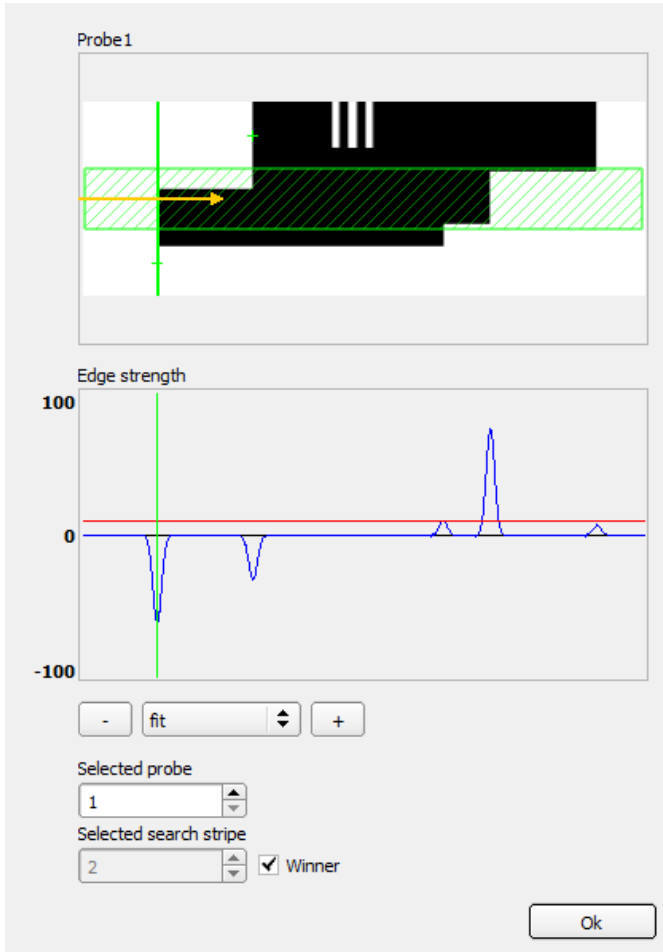 Probe1
Edge strength
100
0
-100
- fit +
Selected probe
1
Selected search stripe
2 Winner
Ok